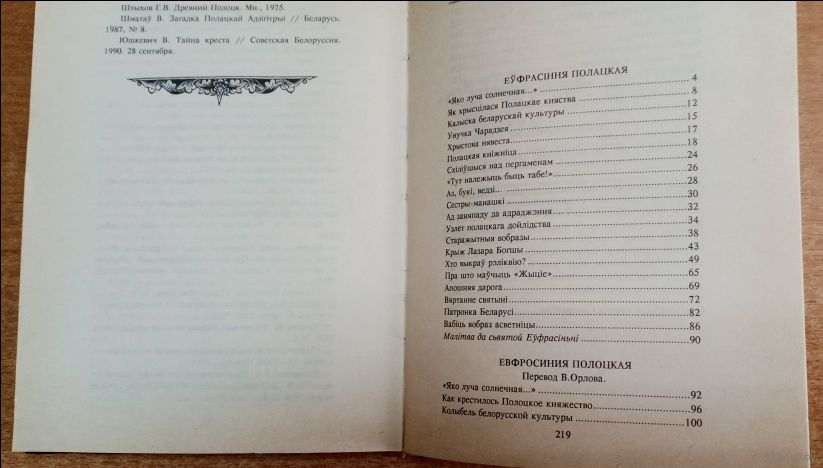 Штыхов Г.В. Древний Полоцк. Мн., 1975.
Шматаў В. Загадка Полацкай Адзігітрыі // Беларусь.
1987, № 8.
Юшкевич В. Тайна креста // Советская Белоруссия.
1990. 28 сентября.
ЕЎФРАСІННЯ ПОЛАЦКАЯ
«Яко луча солнечная...» 4
Як хрысцілася Полацкае княства 8
Калыска беларускай культуры 12
Унучка Чарадзея 15
Хрыстова нявеста 17
Полацкая кніжніца 18
Схіліўшыся над пергаменам 24
«Тут належыць быць табе!» 26
Аз, букі, ведзі... 28
Сёстры-манашкі 30
Ад заняпаду да адраджэння 32
Узлёт полацкага дойлідства 34
Старажытныя вобразы 38
Крыж Лазара Богшы 43
Хто выкраў рэліквію? 49
Пра што маўчыць «Жыціе» 65
Апошняя дарога 69
Вяртанне святыні 72
Патронка Беларусі 82
Вабіць вобраз асветніцы 86
Малітва да сьвятой Еўфрасіньні 90
ЕВФРОСИНИЯ ПОЛОЦКАЯ
Перевод В.Орлова.
«Яко луча солнечная...» 92
Как крестилось Полоцкое княжество 96
Колыбель белорусской культуры 100
219